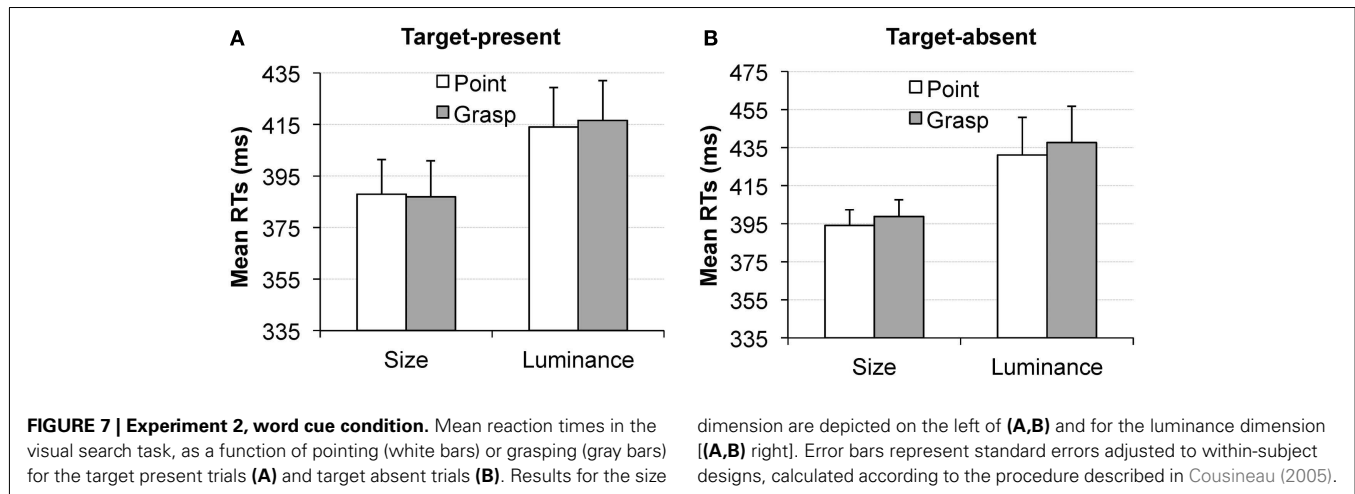 A
Target-present
435
415
395
375
355
335
Mean RTs (ms)
Point
Grasp
Size
Luminance
B
Target-absent
475
455
435
415
395
375
355
335
Mean RTs (ms)
Point
Grasp
Size
Luminance
FIGURE 7 | Experiment 2, word cue condition. Mean reaction times in the
visual search task, as a function of pointing (white bars) or grasping (gray bars)
for the target present trials (A) and target absent trials (B). Results for the size
dimension are depicted on the left of (A,B) and for the luminance dimension
[(A,B) right]. Error bars represent standard errors adjusted to within-subject
designs, calculated according to the procedure described in Cousineau (2005).